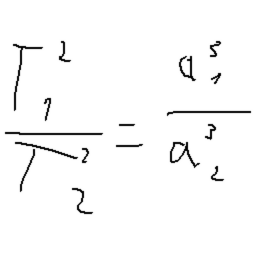 T₁² / T₂² = a₁³ / a₂³